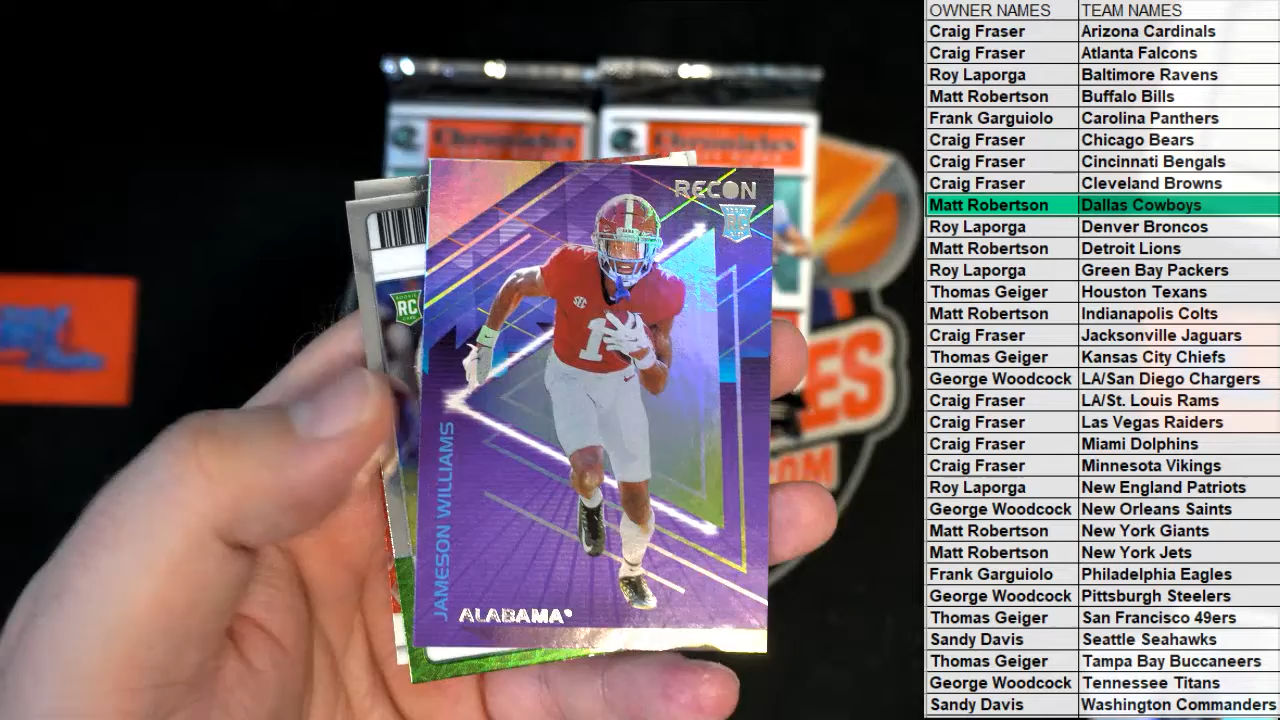 OWNER NAMES TEAM NAMES
Craig Fraser Arizona Cardinals
Craig Fraser Atlanta Falcons
Roy Laporga Baltimore Ravens
Matt Robertson Buffalo Bills
Frank Garguiolo Carolina Panthers
Craig Fraser Chicago Bears
Craig Fraser Cincinnati Bengals
Craig Fraser Cleveland Browns
Matt Robertson Dallas Cowboys
Roy Laporga Denver Broncos
Matt Robertson Detroit Lions
Roy Laporga Green Bay Packers
Thomas Geiger Houston Texans
Matt Robertson Indianapolis Colts
Craig Fraser Jacksonville Jaguars
Thomas Geiger Kansas City Chiefs
George Woodcock LA/San Diego Chargers
Craig Fraser LA/St. Louis Rams
Craig Fraser Las Vegas Raiders
Craig Fraser Miami Dolphins
Craig Fraser Minnesota Vikings
Roy Laporga New England Patriots
George Woodcock New Orleans Saints
Matt Robertson New York Giants
Matt Robertson New York Jets
Frank Garguiolo Philadelphia Eagles
George Woodcock Pittsburgh Steelers
Thomas Geiger San Francisco 49ers
Sandy Davis Seattle Seahawks
Thomas Geiger Tampa Bay Buccaneers
George Woodcock Tennessee Titans
Sandy Davis Washington Commanders
Chronicles
Chronicles
RECON
RC
RC
SEC
1
JAMESON WILLIAMS
ALABAMA